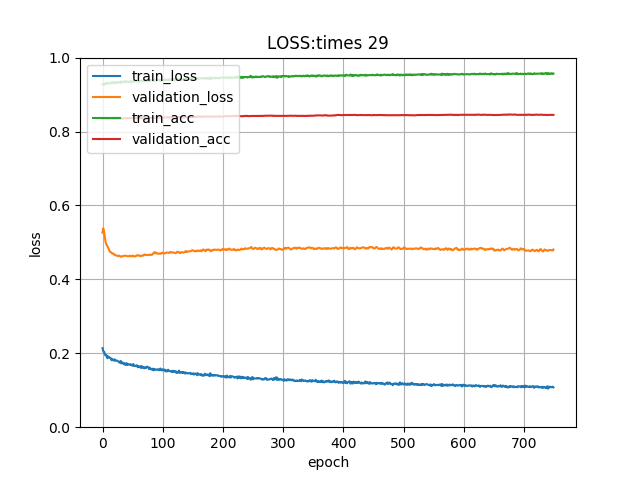 LOSS:times 29
1.0
0.8
0.6
0.4
0.2
0.0
loss
train_loss
validation_loss
train_acc
validation_acc
0 100 200 300 400 500 600 700
epoch